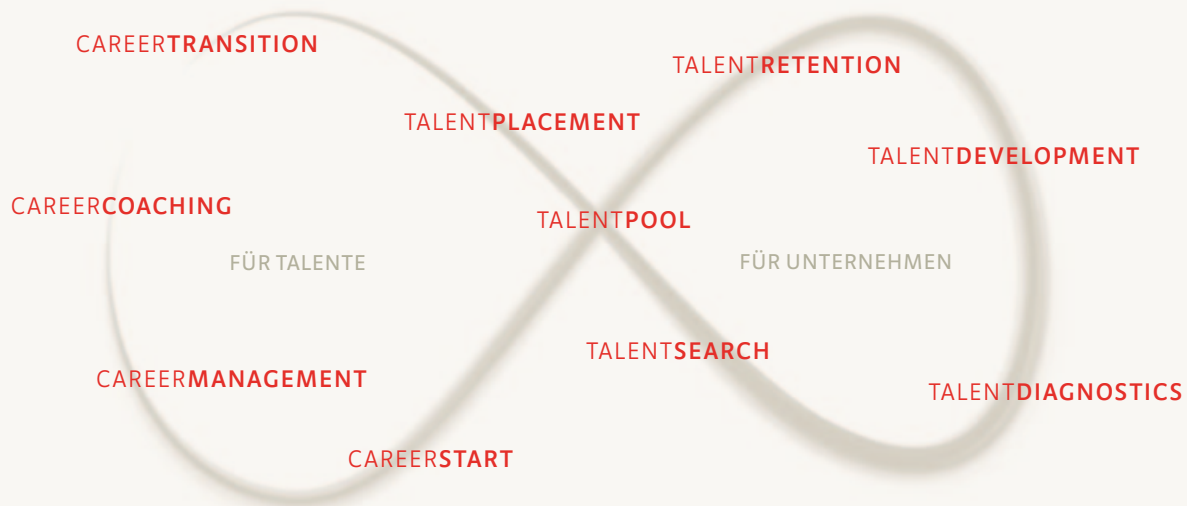 CAREERTRANSITION
TALENTRETENTION
TALENTPLACEMENT
TALENTDEVELOPMENT
CAREERCOACHING
TALENTPOOL
FÜR TALENTE
FÜR UNTERNEHMEN
TALENTSEARCH
CAREERMANAGEMENT
TALENTDIAGNOSTICS
CAREERSTART